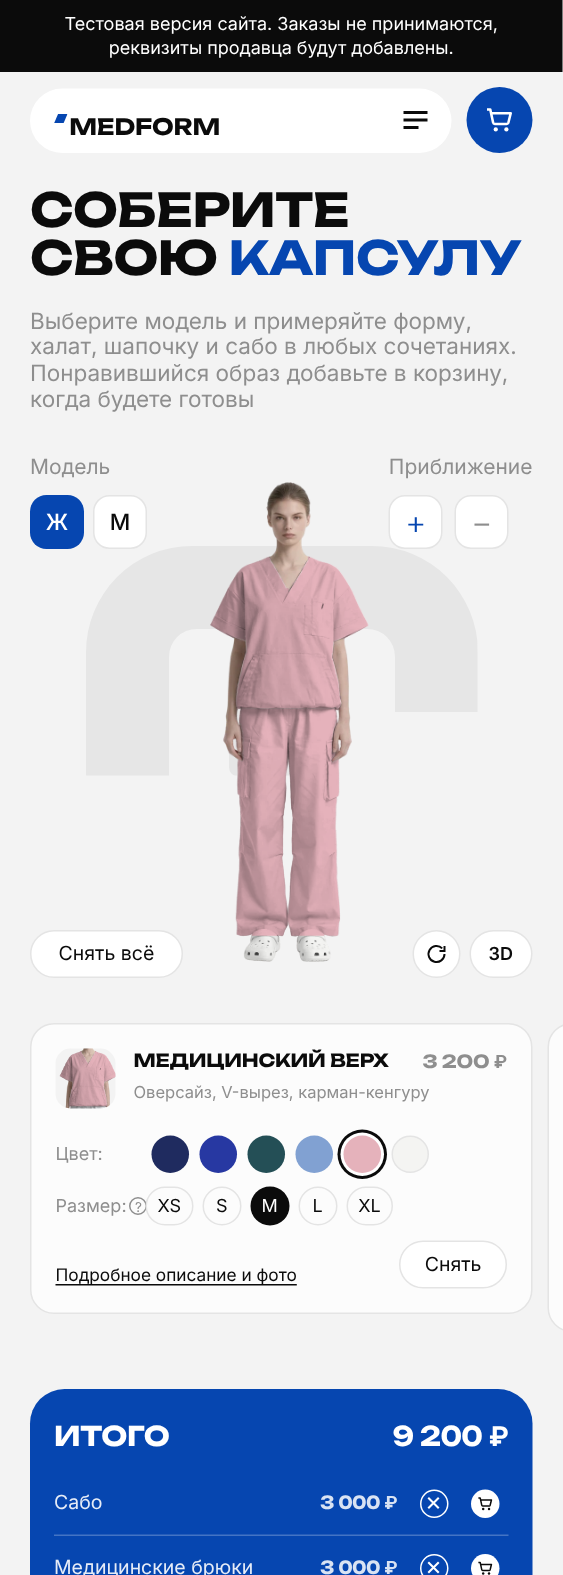 Тестовая версия сайта. Заказы не принимаются,
реквизиты продавца будут добавлены.
MEDFORM
СОБЕРИТЕ
СВОЮ КАПСУЛУ
Выберите модель и примеряйте форму,
халат, шапочку и сабо в любых сочетаниях.
Понравившийся образ добавьте в корзину,
когда будете готовы
Модель
Приближение
Ж
М
+
−
Снять всё
3D
МЕДИЦИНСКИЙ ВЕРХ
3 200 ₽
Оверсайз, V-вырез, карман-кенгуру
Цвет:
Размер: ? XS S M L XL
Подробное описание и фото
Снять
ИТОГО
9 200 ₽
Сабо
3 000 ₽
Медицинские брюки
3 000 ₽